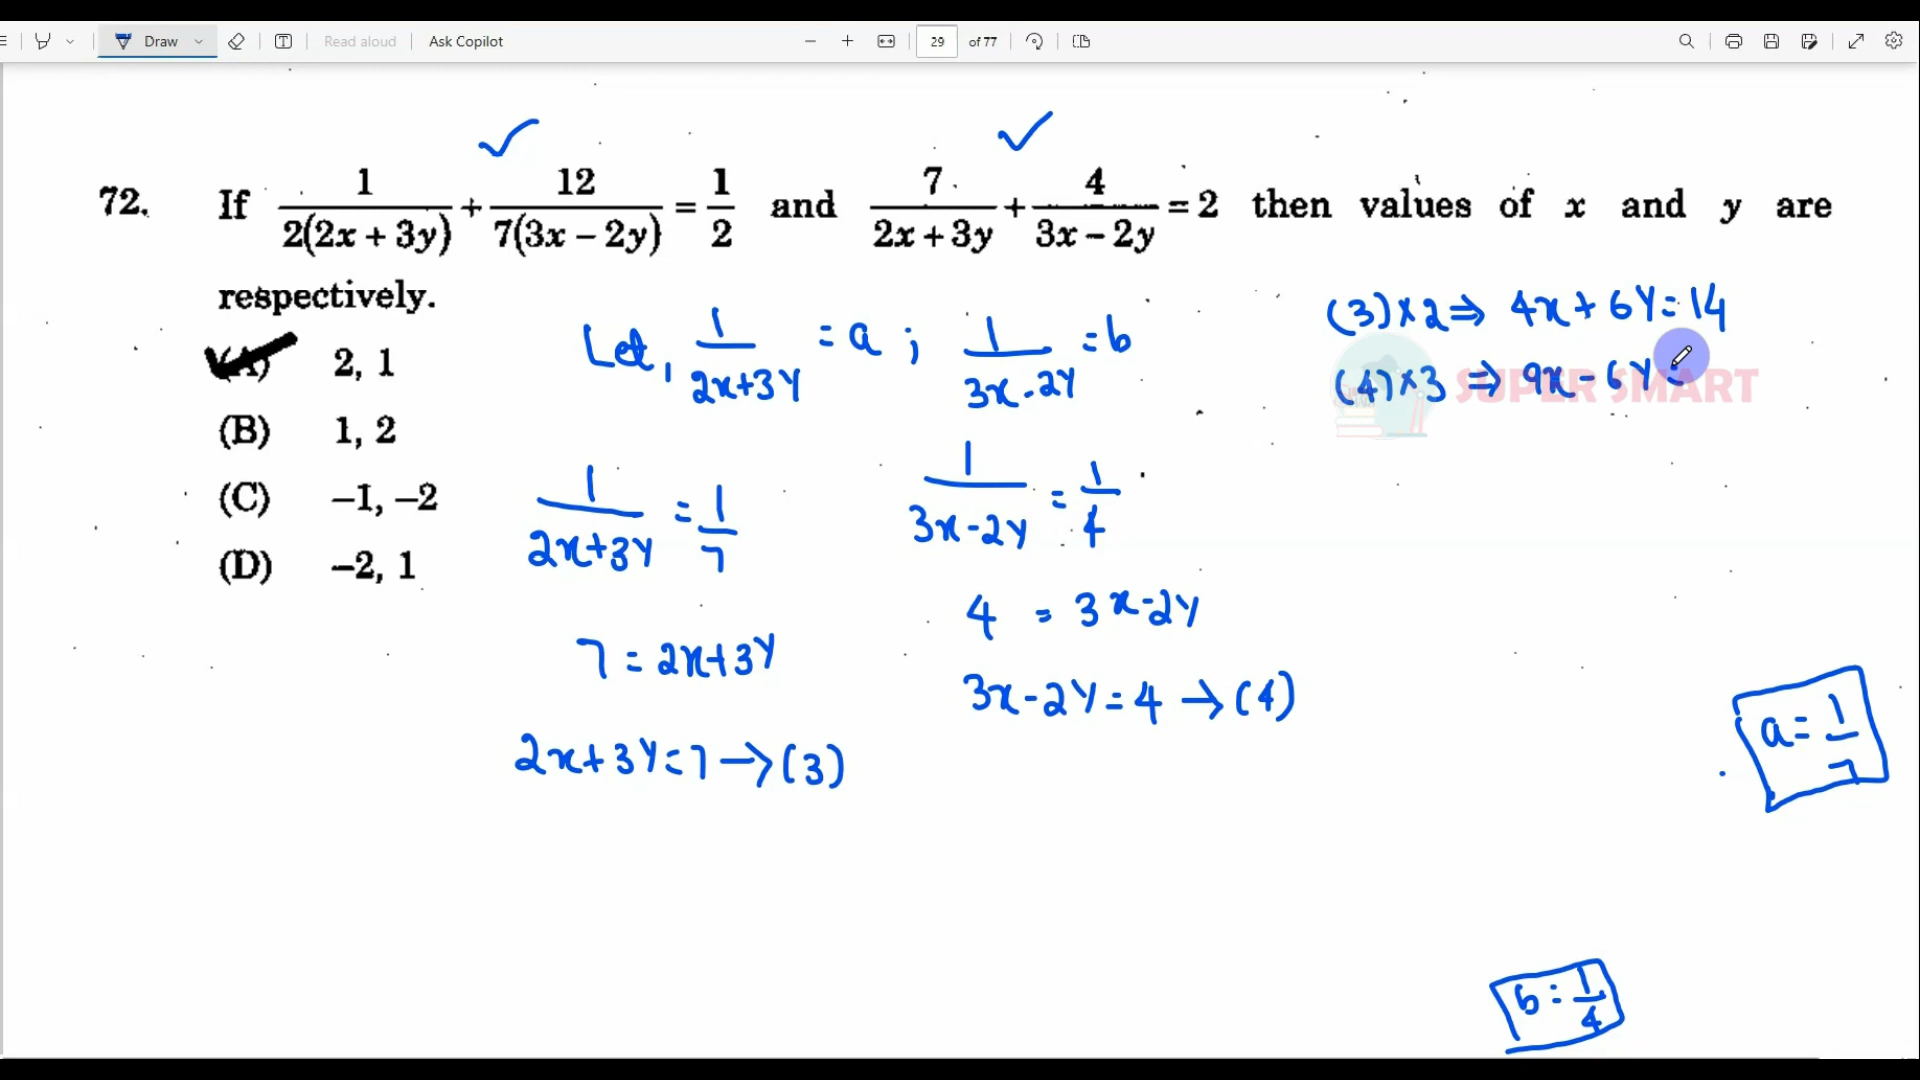 Draw Read aloud Ask Copilot 29 of 77
72. If 1/2(2x + 3y) + 12/7(3x – 2y) = 1/2 and 7/2x + 3y + 4/3x – 2y = 2 then values of x and y are
respectively.
(A) 2, 1
(B) 1, 2
(C) –1, –2
(D) –2, 1
Let, 1/2x+3y = a ; 1/3x-2y = b
1/2x+3y = 1/7
7 = 2x+3y
2x+3y=7 → (3)
1/3x-2y = 1/4
4 = 3x-2y
3x-2y=4 → (4)
(3)×2 ⇒ 4x+6y=14
(4)×3 ⇒ 9x-6y=
SUPER SMART
a=1/7
b=1/4